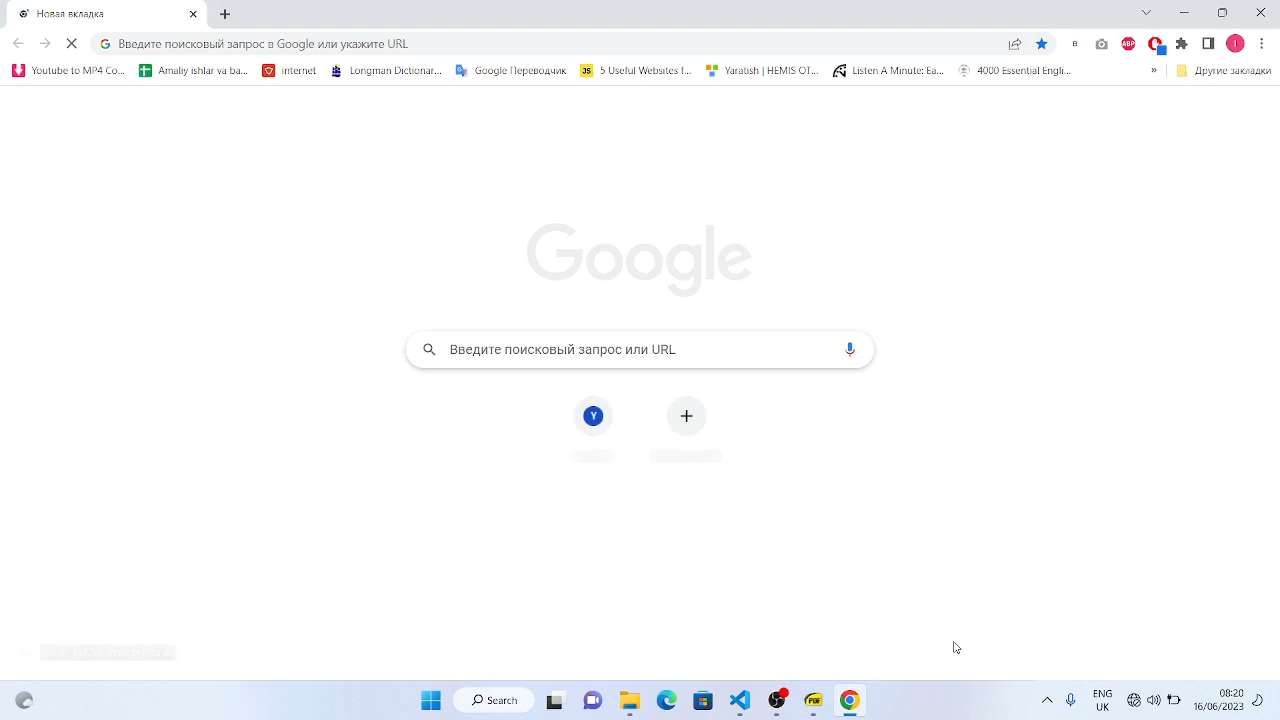 Новая вкладка
Введите поисковый запрос в Google или укажите URL
Youtube to MP4 Co...
Amaliy ishlar va ba...
internet
Longman Dictionar...
Google Переводчик
5 Useful Websites f...
Yaratish | HEMIS OT...
Listen A Minute: Ea...
4000 Essential Engli...
»
Другие закладки
Google
Введите поисковый запрос или URL
Y
Search
ENG
UK
08:20
16/06/2023